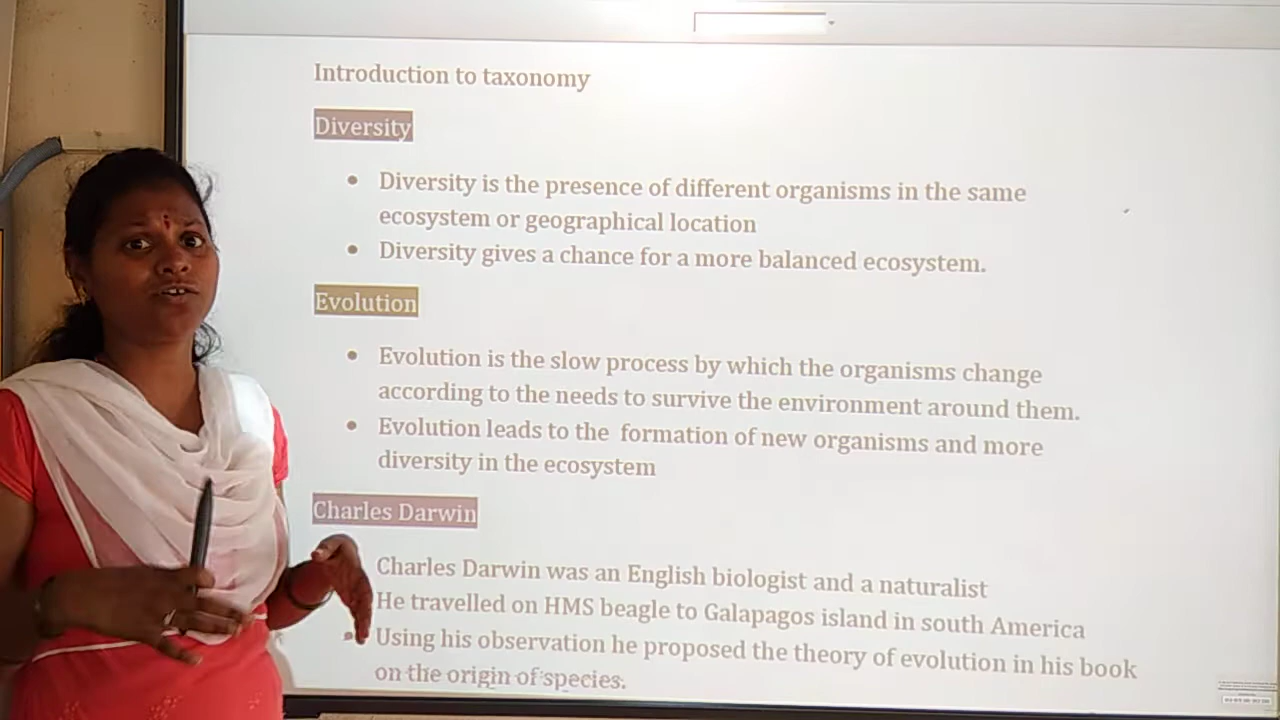 Introduction to taxonomy
Diversity
Diversity is the presence of different organisms in the same
ecosystem or geographical location
Diversity gives a chance for a more balanced ecosystem.
Evolution
Evolution is the slow process by which the organisms change
according to the needs to survive the environment around them.
Evolution leads to the formation of new organisms and more
diversity in the ecosystem
Charles Darwin
Charles Darwin was an English biologist and a naturalist
He travelled on HMS beagle to Galapagos island in south America
Using his observation he proposed the theory of evolution in his book
on the origin of species.